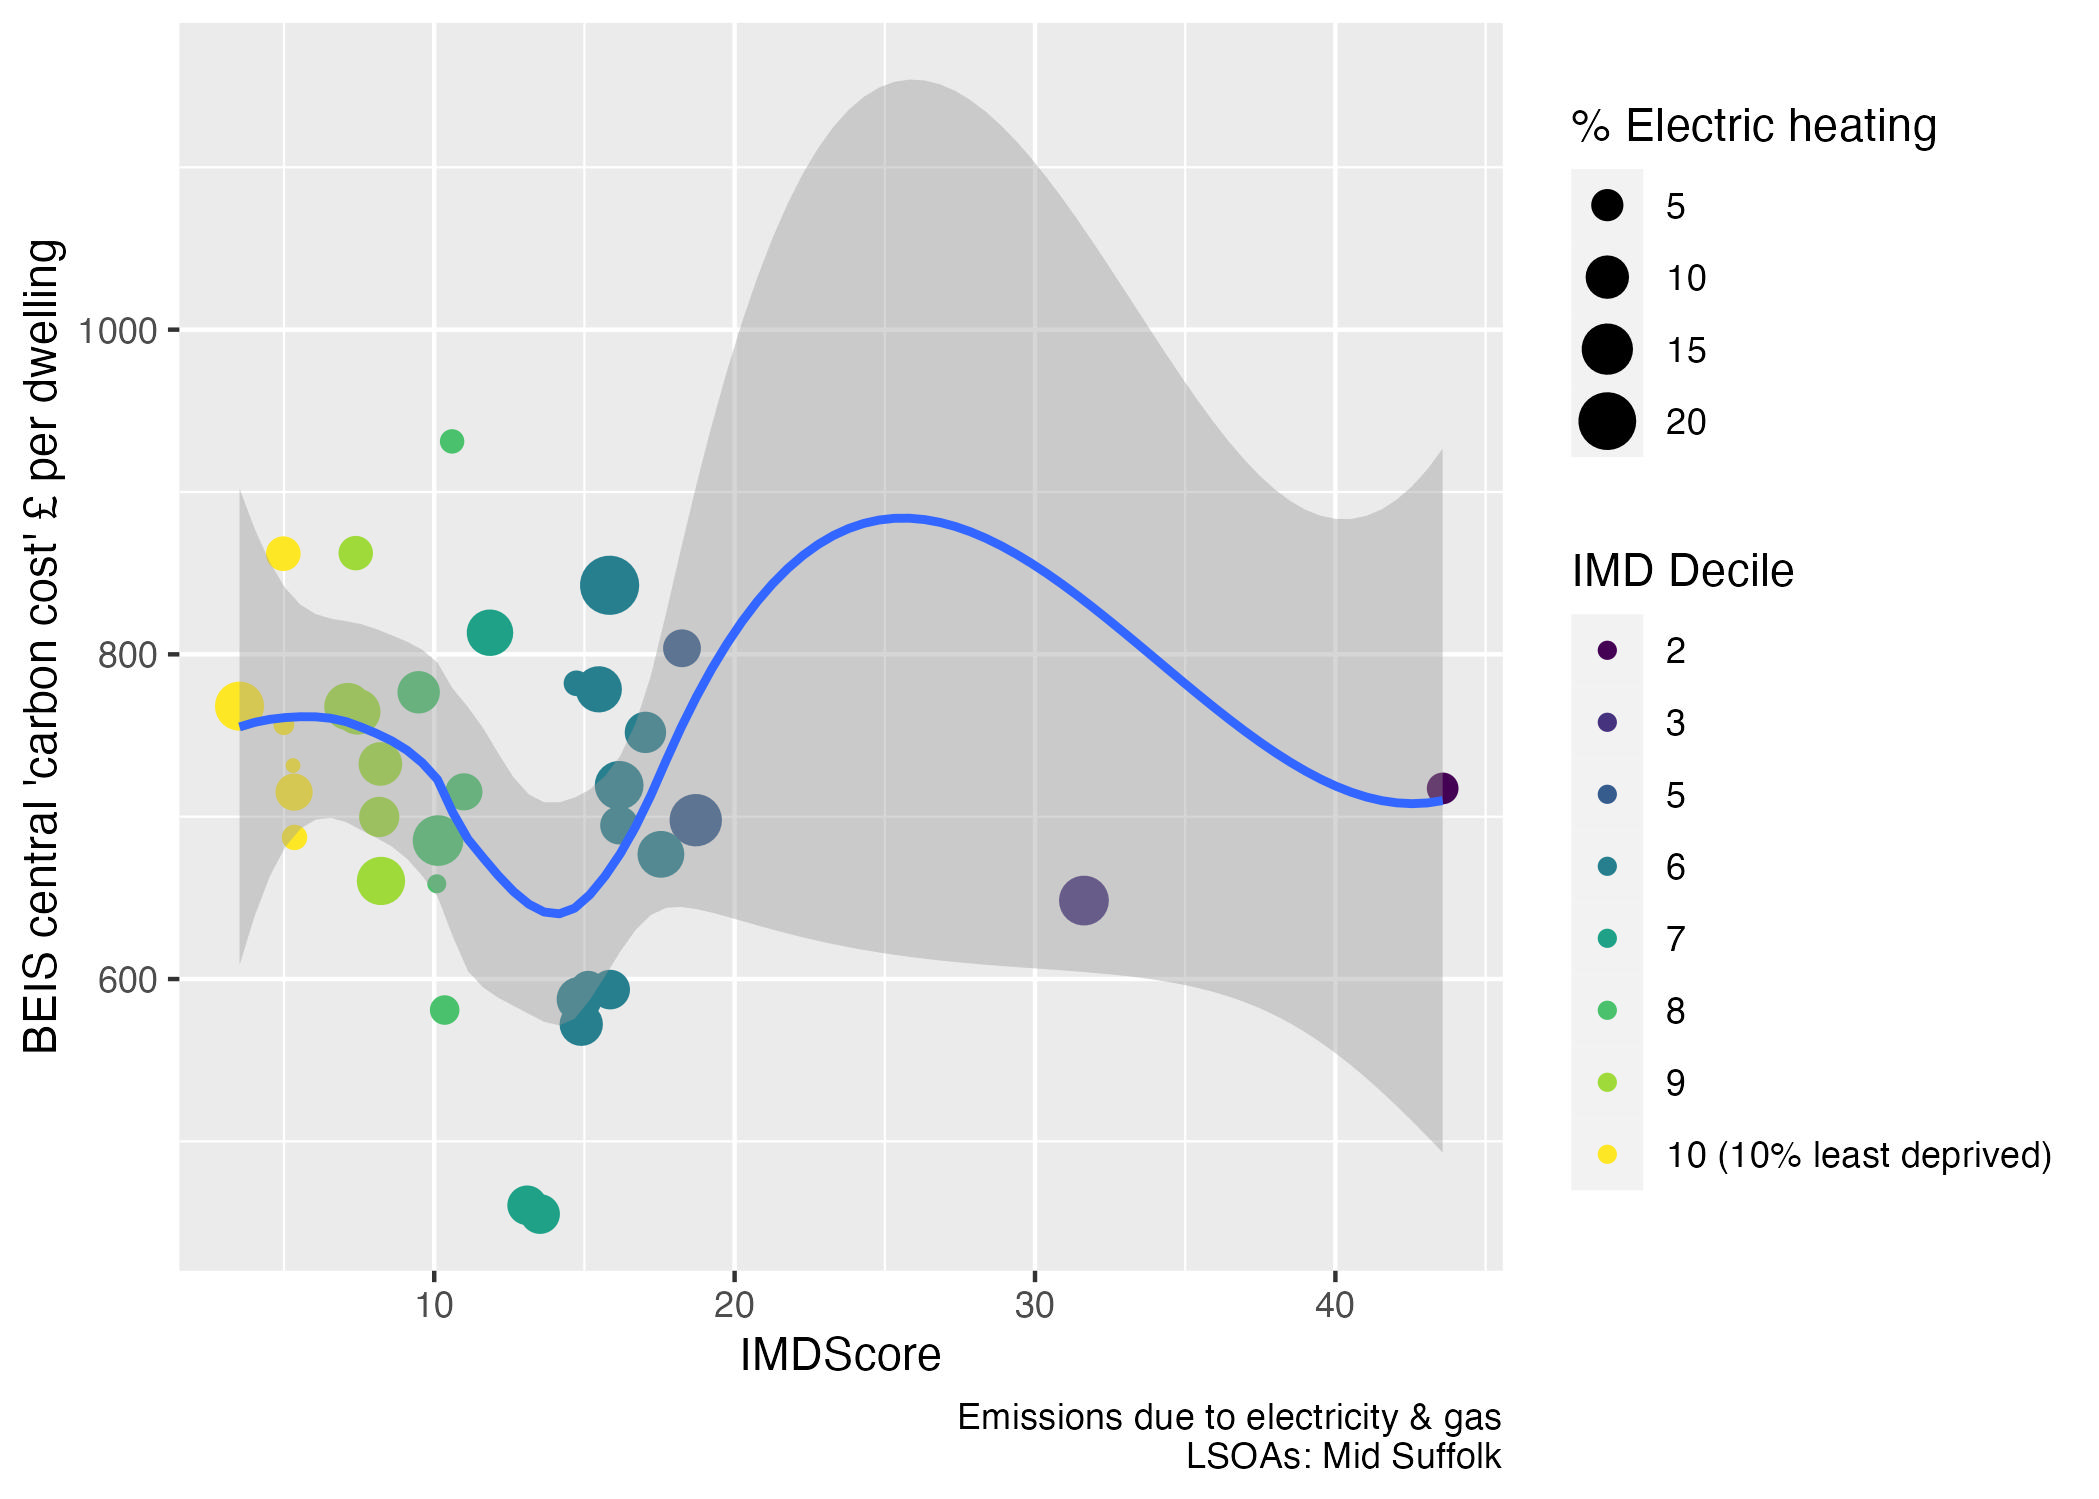 BEIS central 'carbon cost' £ per dwelling
1000
800
600
10 20 30 40
IMDScore
Emissions due to electricity & gas
LSOAs: Mid Suffolk
% Electric heating
5
10
15
20
IMD Decile
2
3
5
6
7
8
9
10 (10% least deprived)